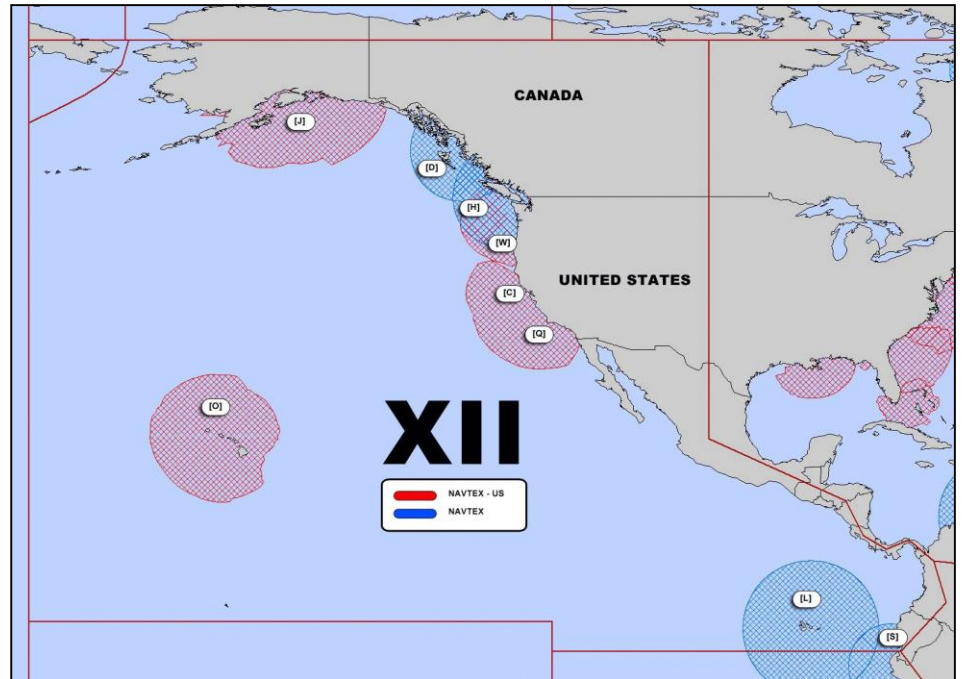 CANADA
[J]
[D]
[H]
[W]
UNITED STATES
[C]
[Q]
[O]
XII
NAVTEX - US
NAVTEX
[L]
[S]